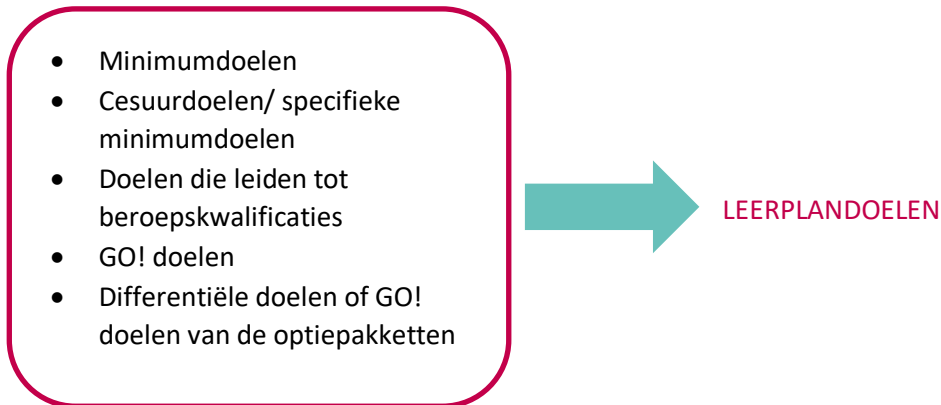 • Minimumdoelen
• Cesuurdoelen/ specifieke
minimumdoelen
• Doelen die leiden tot
beroepskwalificaties
• GO! doelen
• Differentiële doelen of GO!
doelen van de optiepakketten
LEERPLANDOELEN